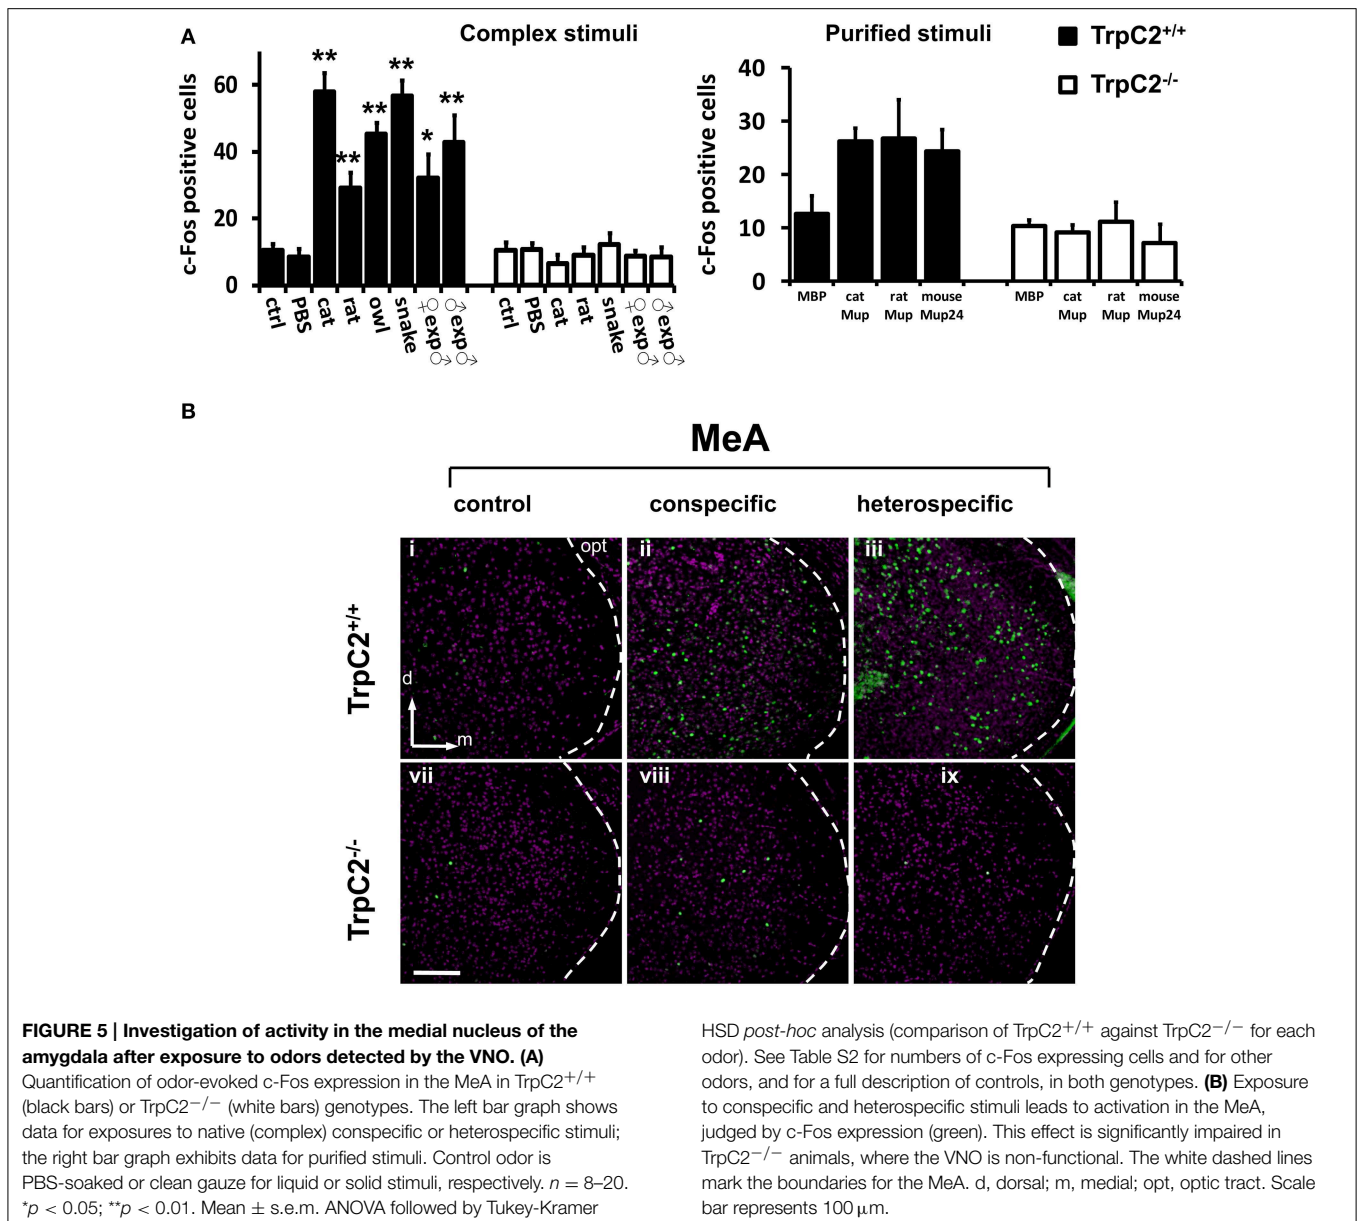 A
Complex stimuli
c-Fos positive cells
60
40
20
0
** ** ** ** * **
ctrl PBS cat rat owl snake ♀exp♂ ♂exp♂
ctrl PBS cat rat snake ♀exp♂ ♂exp♂
Purified stimuli
c-Fos positive cells
40
30
20
10
0
MBP cat Mup rat Mup mouse Mup24
MBP cat Mup rat Mup mouse Mup24
TrpC2+/+
TrpC2-/-
B
MeA
control conspecific heterospecific
TrpC2+/+
i opt ii iii
d
m
TrpC2-/-
vii viii ix
FIGURE 5 | Investigation of activity in the medial nucleus of the
amygdala after exposure to odors detected by the VNO. (A)
Quantification of odor-evoked c-Fos expression in the MeA in TrpC2+/+
(black bars) or TrpC2−/− (white bars) genotypes. The left bar graph shows
data for exposures to native (complex) conspecific or heterospecific stimuli;
the right bar graph exhibits data for purified stimuli. Control odor is
PBS-soaked or clean gauze for liquid or solid stimuli, respectively. n = 8–20.
*p < 0.05; **p < 0.01. Mean ± s.e.m. ANOVA followed by Tukey-Kramer
HSD post-hoc analysis (comparison of TrpC2+/+ against TrpC2−/− for each
odor). See Table S2 for numbers of c-Fos expressing cells and for other
odors, and for a full description of controls, in both genotypes. (B) Exposure
to conspecific and heterospecific stimuli leads to activation in the MeA,
judged by c-Fos expression (green). This effect is significantly impaired in
TrpC2−/− animals, where the VNO is non-functional. The white dashed lines
mark the boundaries for the MeA. d, dorsal; m, medial; opt, optic tract. Scale
bar represents 100 μm.